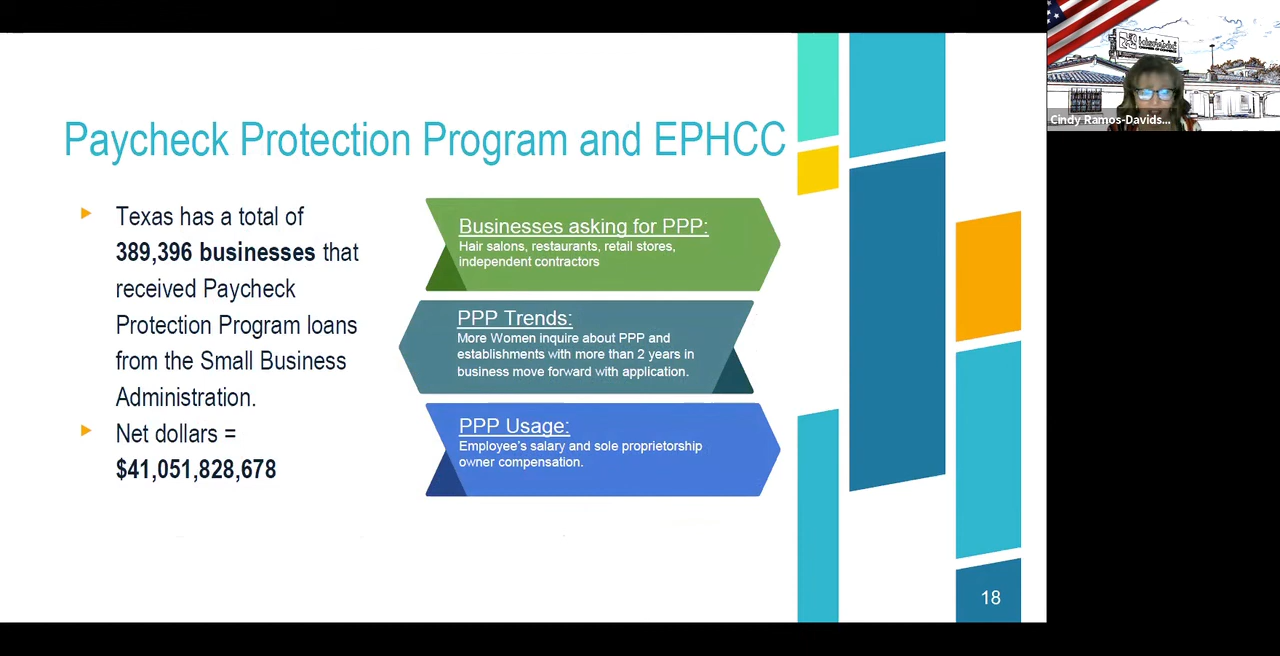 Paycheck Protection Program and EPHCC
Texas has a total of
389,396 businesses that
received Paycheck
Protection Program loans
from the Small Business
Administration.
Net dollars =
$41,051,828,678
Businesses asking for PPP:
Hair salons, restaurants, retail stores,
independent contractors
PPP Trends:
More Women inquire about PPP and
establishments with more than 2 years in
business move forward with application.
PPP Usage:
Employee's salary and sole proprietorship
owner compensation.
18
Cindy Ramos-Davids...